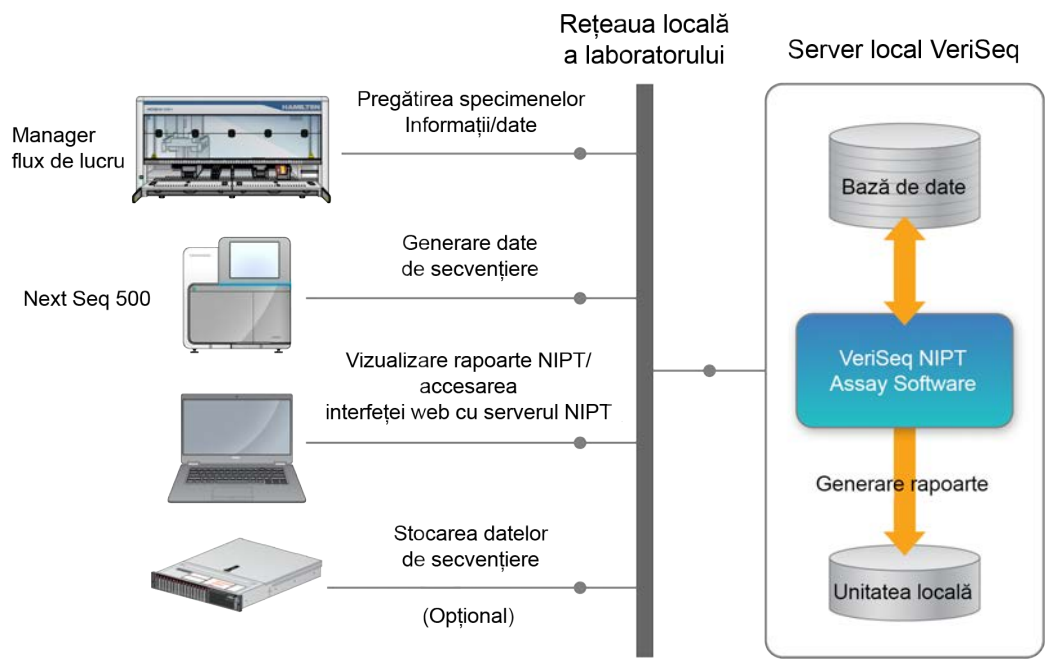 Rețeaua locală
a laboratorului
Server local VeriSeq
Manager
flux de lucru
HAMILTON
Pregătirea specimenelor
Informații/date
Next Seq 500
Generare date
de secvențiere
Vizualizare rapoarte NIPT/
accesarea
interfeței web cu serverul NIPT
Stocarea datelor
de secvențiere
(Opțional)
Bază de date
VeriSeq NIPT
Assay Software
Generare rapoarte
Unitatea locală